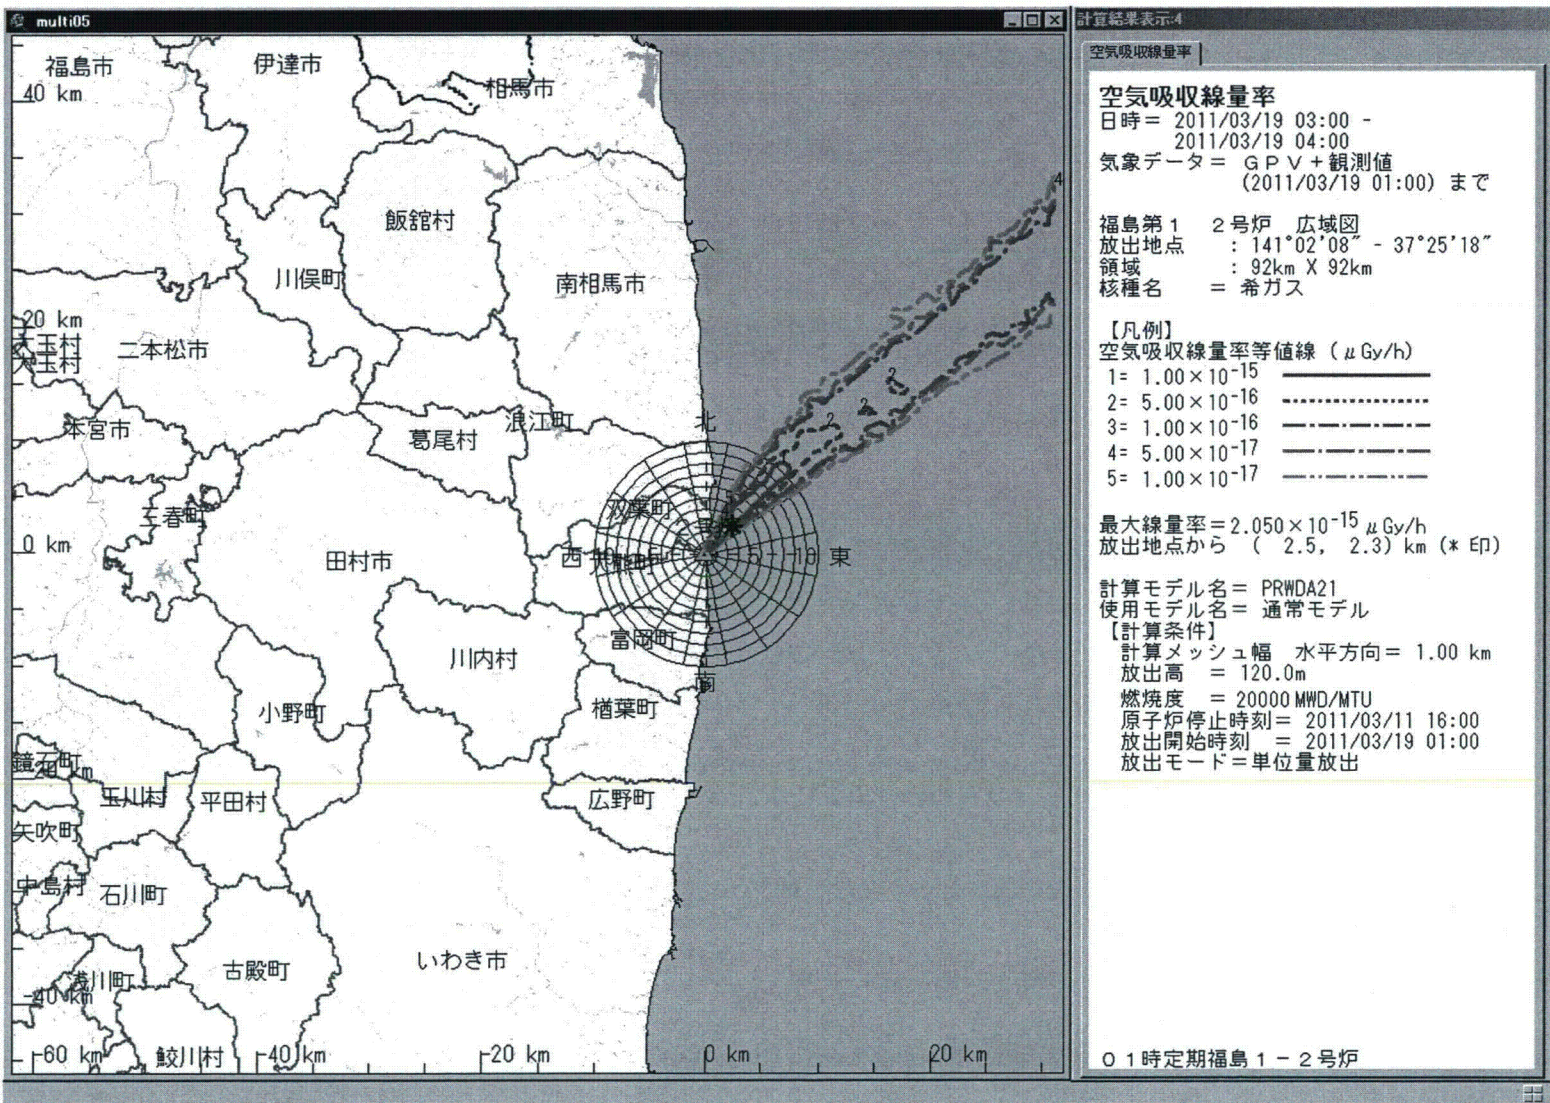 multi05
福島市
伊達市
相馬市
40 km
飯舘村
川俣町
南相馬市
20 km
大玉村
大玉村
二本松市
本宮市
葛尾村
浪江町
北
三春町
双葉町
0 km
田村市
西
大熊町
10
東
富岡町
川内村
南
小野町
楢葉町
鏡石町
-20 km
玉川村
平田村
広野町
矢吹町
中島村
石川町
いわき市
古殿町
浅川町
-40 km
-60 km
鮫川村
-40 km
-20 km
0 km
20 km
4
2
2
2
計算結果表示:4
空気吸収線量率
空気吸収線量率
日時= 2011/03/19 03:00 -
2011/03/19 04:00
気象データ= GPV+観測値
(2011/03/19 01:00) まで
福島第1 2号炉 広域図
放出地点 : 141°02'08" - 37°25'18"
領域 : 92km X 92km
核種名 = 希ガス
【凡例】
空気吸収線量率等値線 (μGy/h)
1= 1.00×10⁻¹⁵
2= 5.00×10⁻¹⁶
3= 1.00×10⁻¹⁶
4= 5.00×10⁻¹⁷
5= 1.00×10⁻¹⁷
最大線量率=2.050×10⁻¹⁵ μGy/h
放出地点から ( 2.5, 2.3) km (* 印)
計算モデル名= PRWDA21
使用モデル名= 通常モデル
【計算条件】
計算メッシュ幅 水平方向= 1.00 km
放出高 = 120.0m
燃焼度 = 20000MWD/MTU
原子炉停止時刻= 2011/03/11 16:00
放出開始時刻 = 2011/03/19 01:00
放出モード=単位量放出
01時定期福島1-2号炉